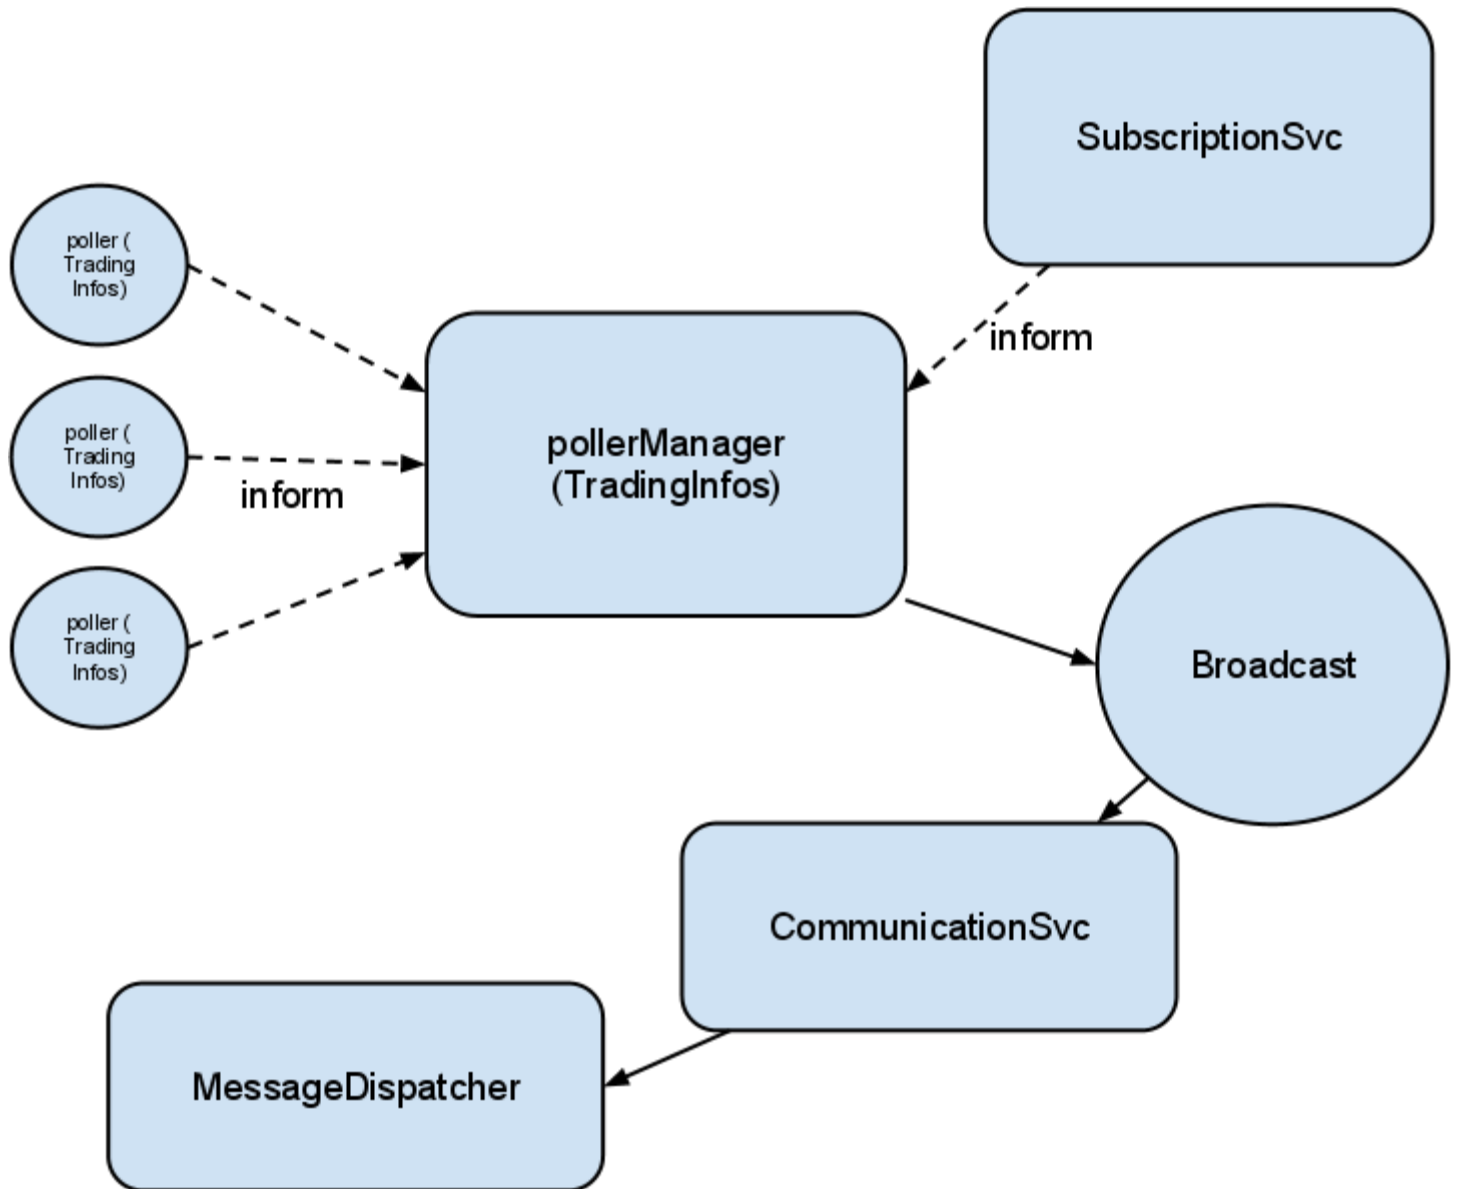 SubscriptionSvc
poller (
Trading
Infos)
inform
poller (
Trading
Infos)
pollerManager
(TradingInfos)
inform
poller (
Trading
Infos)
Broadcast
CommunicationSvc
MessageDispatcher